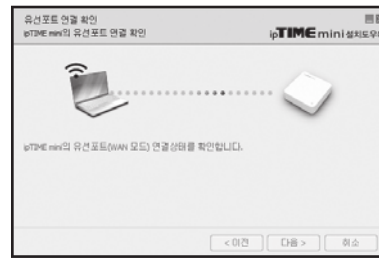 유선포트 연결 확인
ipTIME mini의 유선포트 연결 확인
ipTIME mini 설치도우미
ipTIME mini의 유선포트(WAN 모드) 연결상태를 확인합니다.
< 이전
다음 >
취소